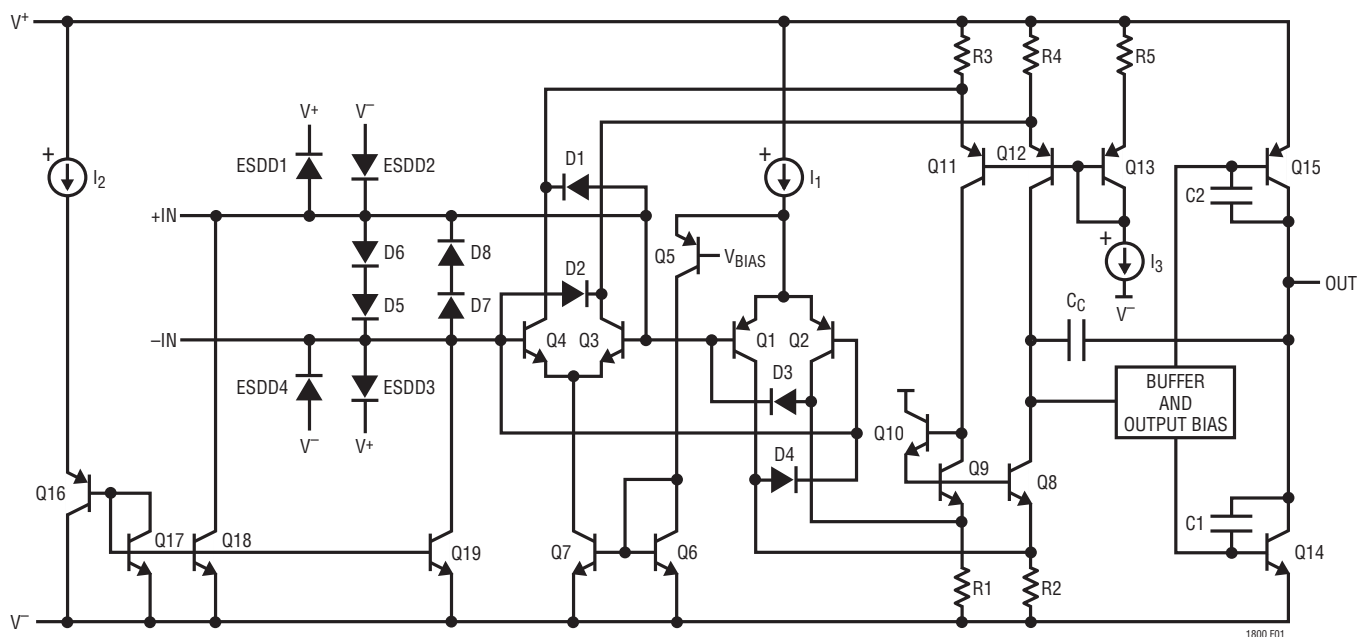 V+
R3
R4
R5
V+
V–
ESDD1
ESDD2
D1
+
I2
+
I1
Q11
Q12
Q13
Q15
C2
+IN
D6
D8
Q5
VBIAS
+
I3
V–
OUT
D5
D7
D2
–IN
Q4
Q3
Q1
Q2
CC
ESDD4
ESDD3
D3
V–
V+
BUFFER
AND
OUTPUT BIAS
Q10
D4
Q9
Q8
Q16
C1
Q17
Q18
Q19
Q7
Q6
Q14
R1
R2
V–
1800 F01